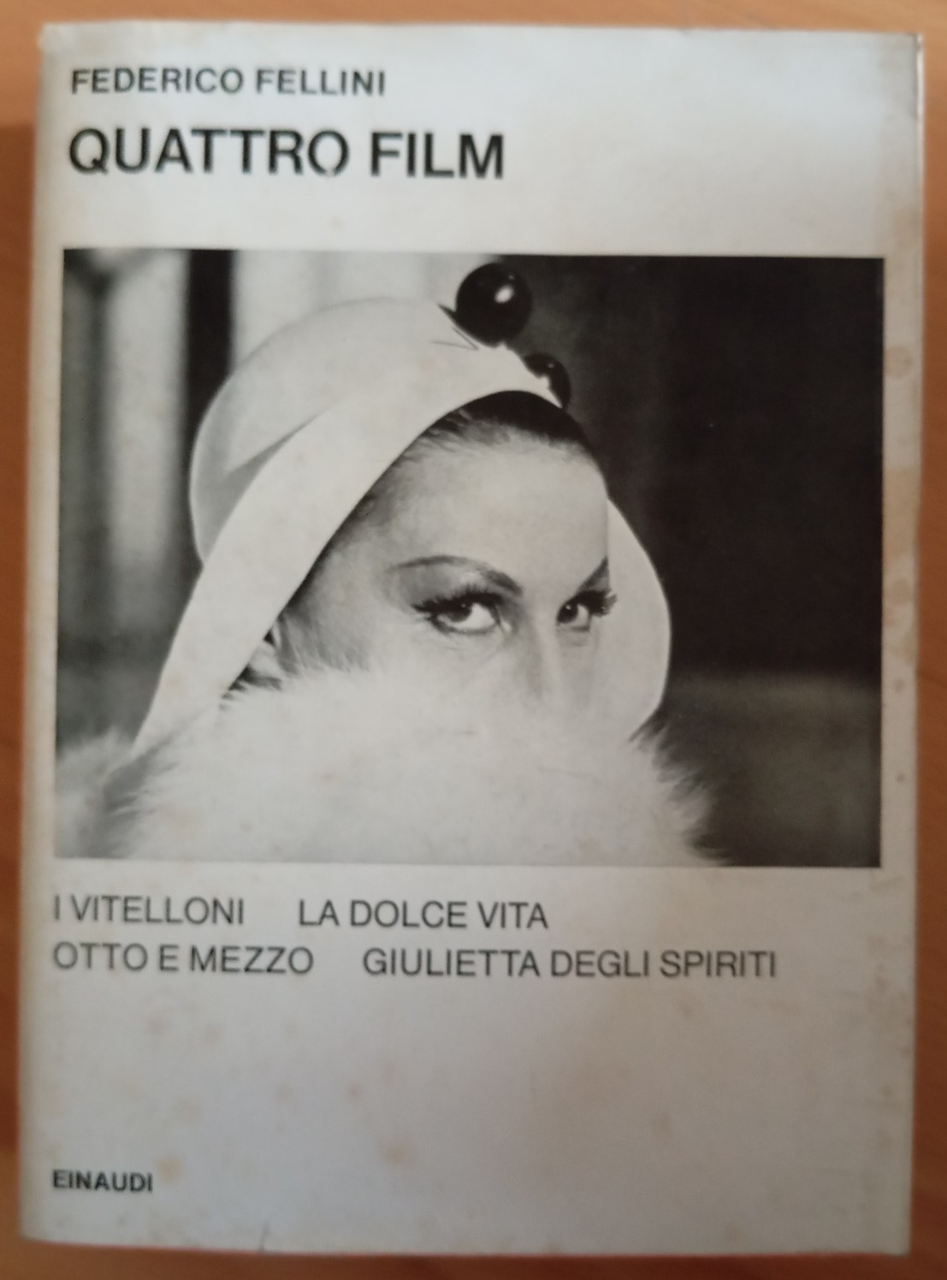 FEDERICO FELLINI
QUATTRO FILM
I VITELLONI LA DOLCE VITA
OTTO E MEZZO GIULIETTA DEGLI SPIRITI
EINAUDI